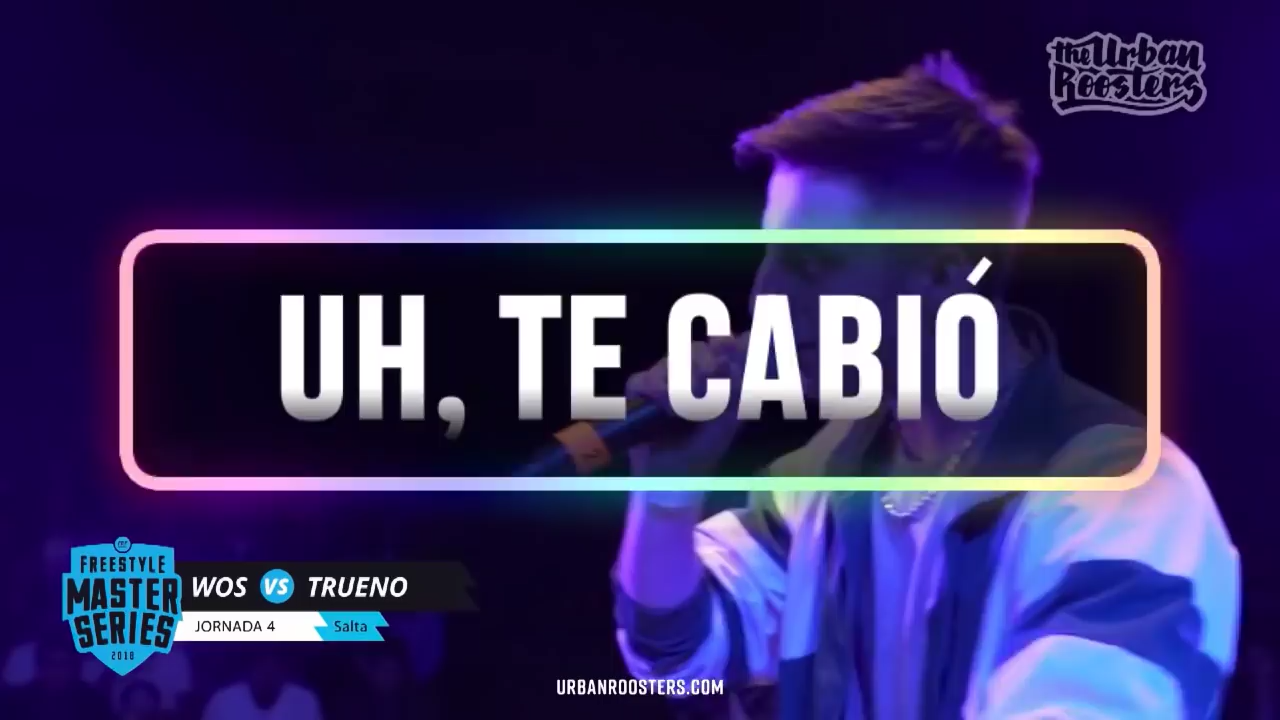 the Urban
Roosters
UH, TE CABIÓ
FREESTYLE
MASTER
SERIES
2018
WOS VS TRUENO
JORNADA 4
Salta
URBANROOSTERS.COM